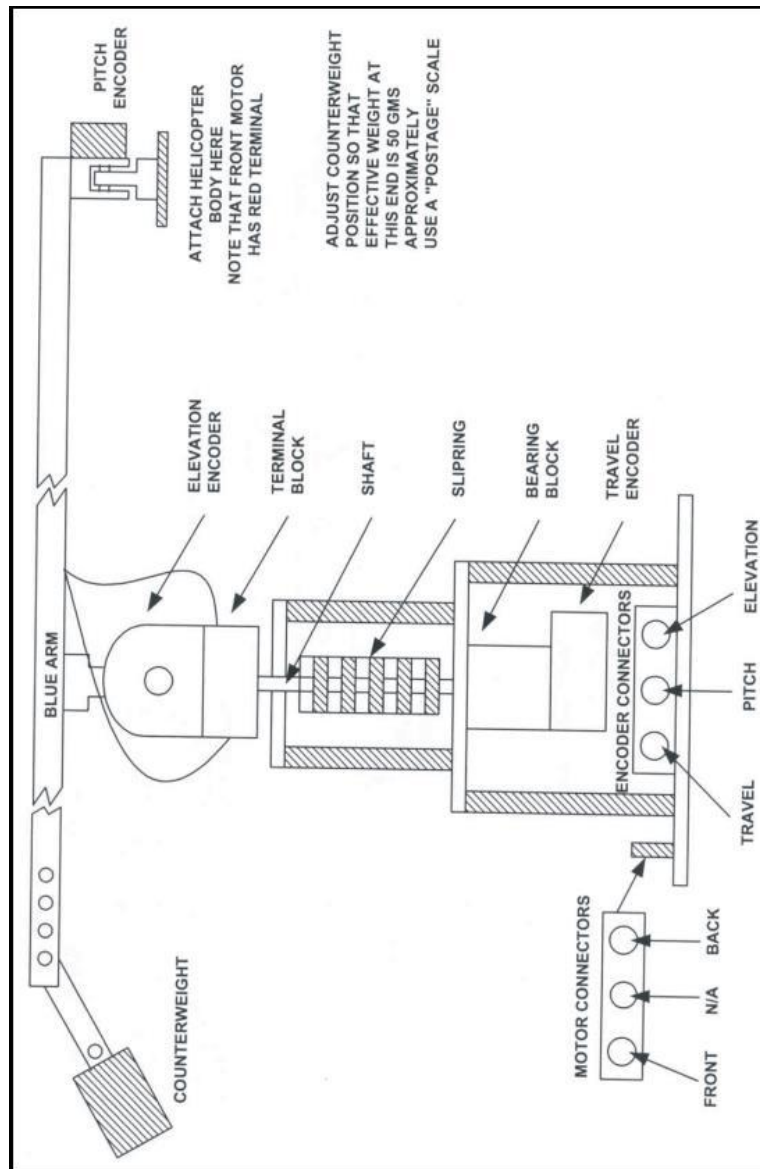 PITCH
ENCODER
ATTACH HELICOPTER
BODY HERE
NOTE THAT FRONT MOTOR
HAS RED TERMINAL
ADJUST COUNTERWEIGHT
POSITION SO THAT
EFFECTIVE WEIGHT AT
THIS END IS 50 GMS
APPROXIMATELY
USE A "POSTAGE" SCALE
BLUE ARM
ELEVATION
ENCODER
TERMINAL
BLOCK
SHAFT
SLIPRING
BEARING
BLOCK
TRAVEL
ENCODER
COUNTERWEIGHT
MOTOR CONNECTORS
FRONT
N/A
BACK
ENCODER CONNECTORS
TRAVEL
PITCH
ELEVATION